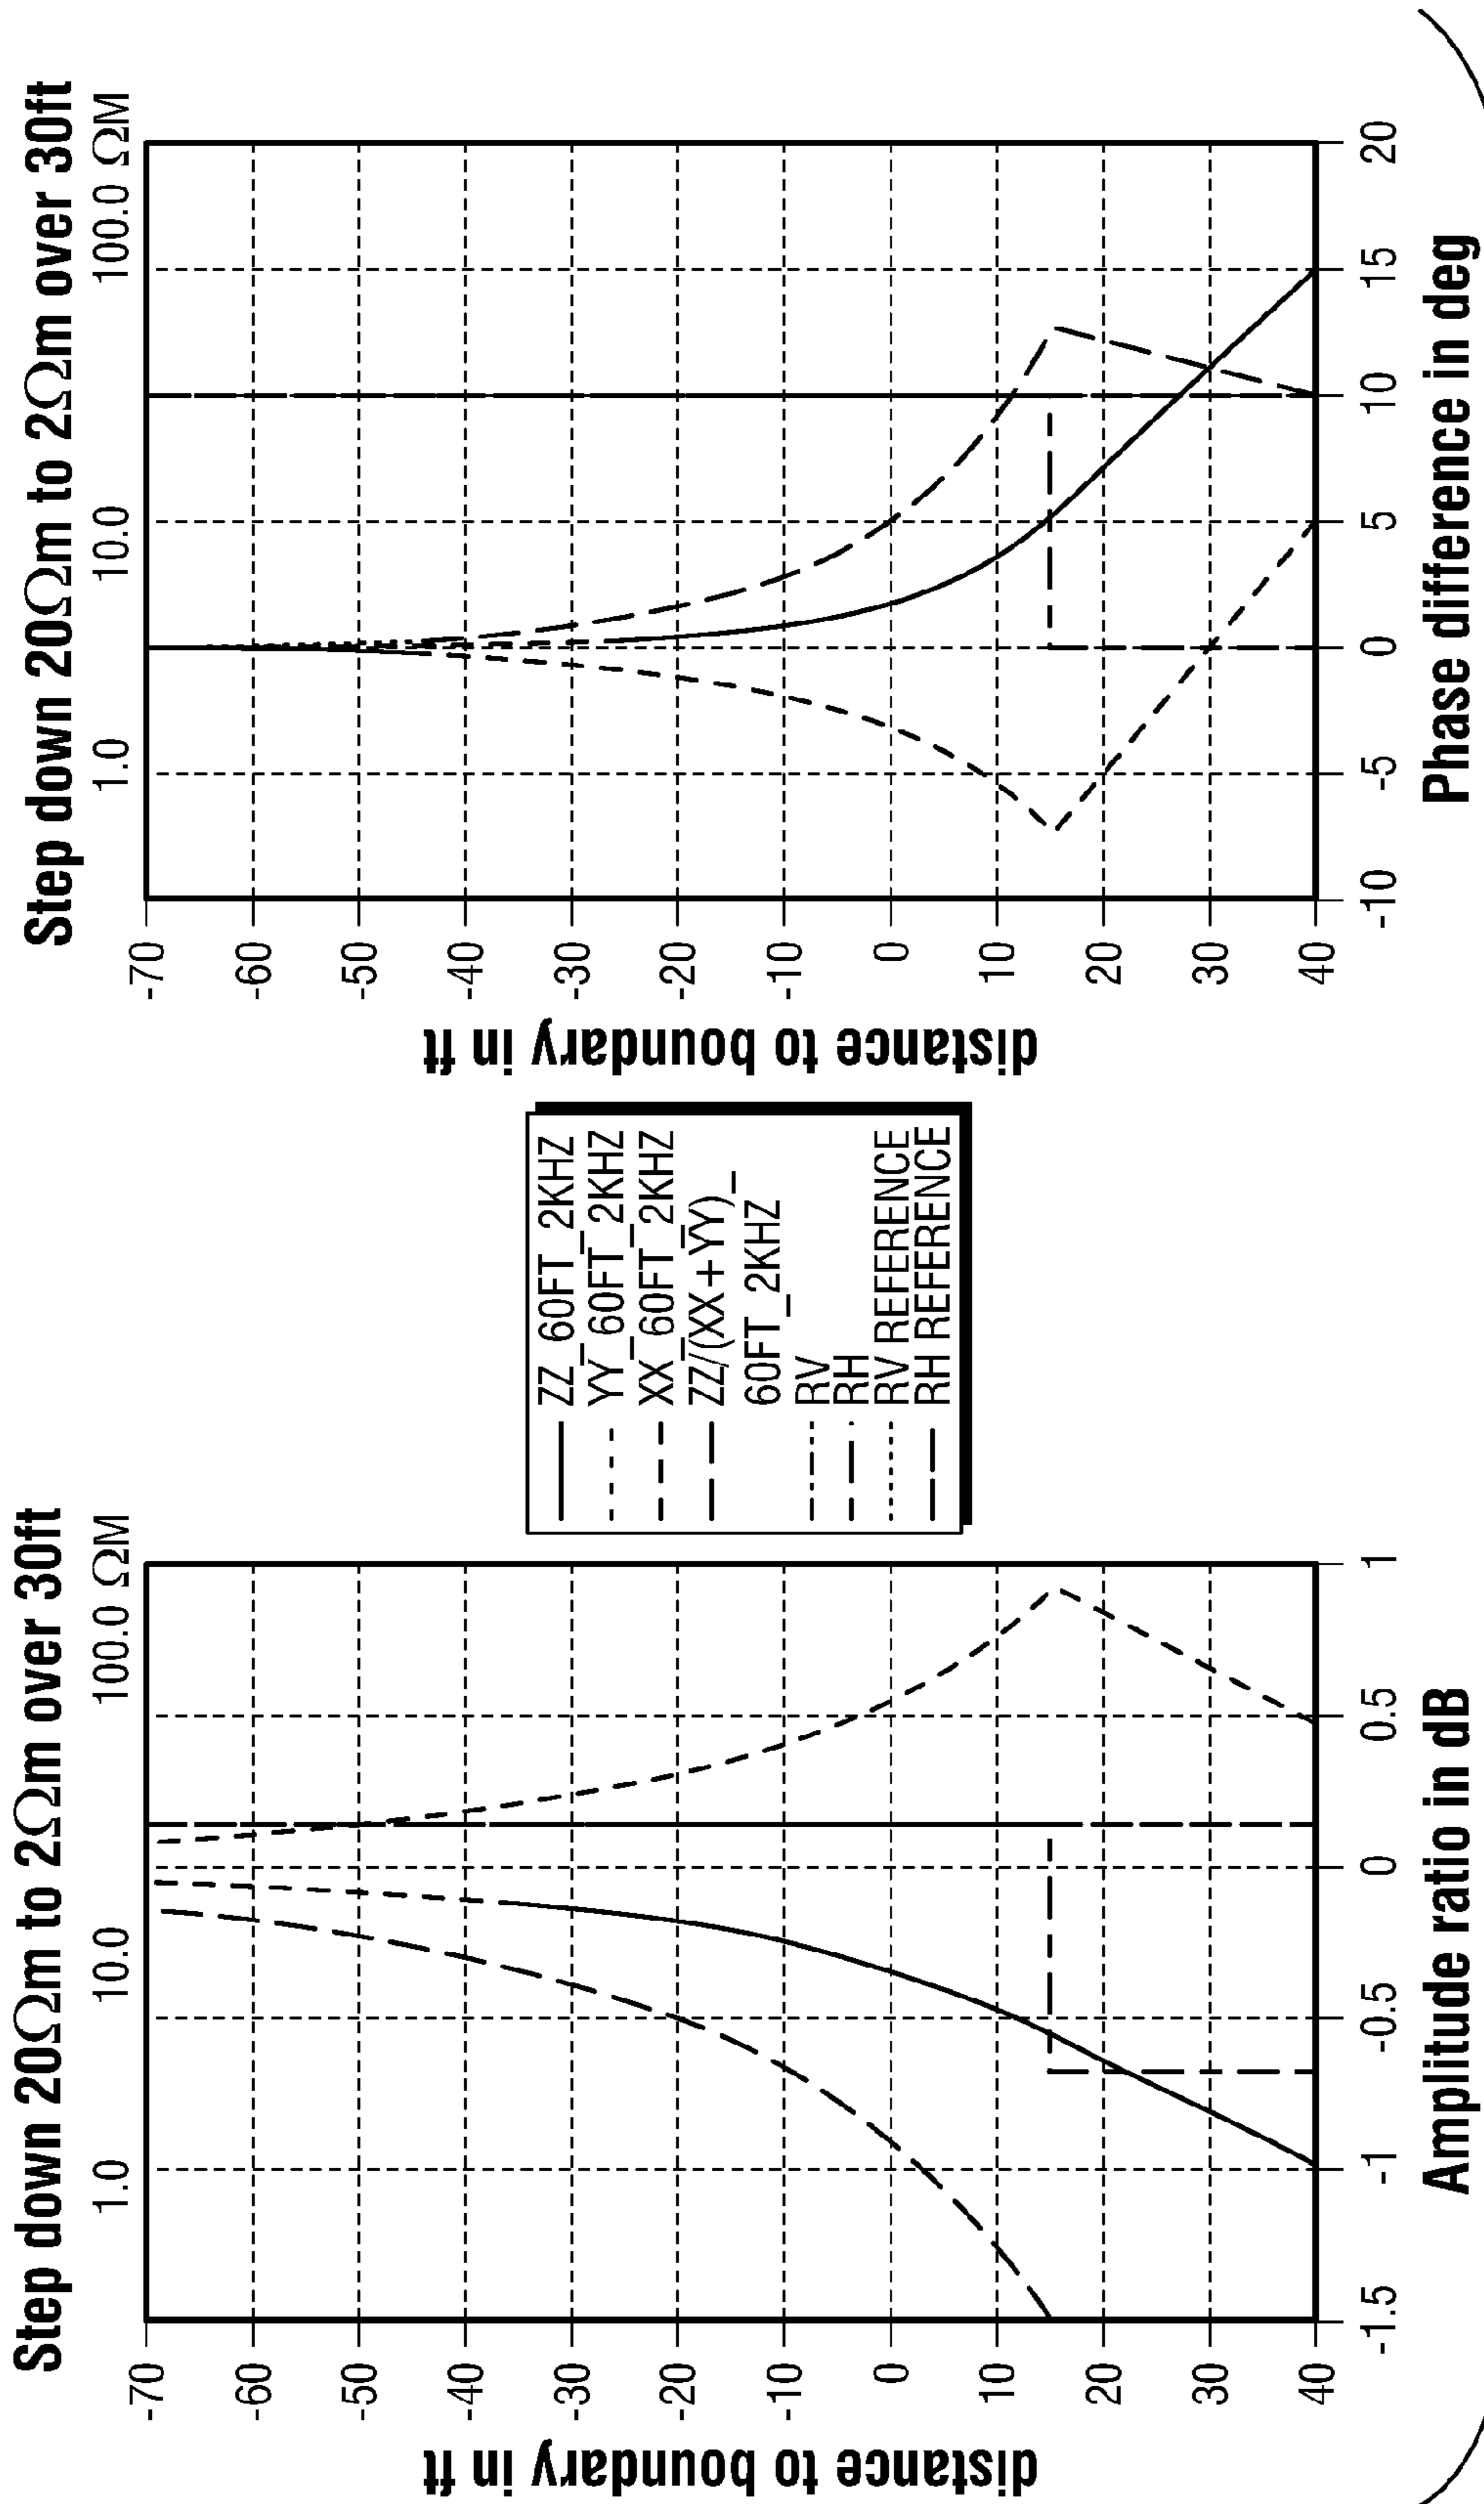 Step down 20Ωm to 2Ωm over 30ft
1.0 10.0 100.0 ΩM
-70
-60
-50
-40
-30
-20
-10
0
10
20
30
40
distance to boundary in ft
-1.5 -1 -0.5 0 0.5 1
Amplitude ratio in dB
ZZ_60FT_2KHZ
YY_60FT_2KHZ
XX_60FT_2KHZ
ZZ/(XX+YY)_
60FT_2KHZ
RV
RH
RV REFERENCE
RH REFERENCE
Step down 20Ωm to 2Ωm over 30ft
1.0 10.0 100.0 ΩM
-70
-60
-50
-40
-30
-20
-10
0
10
20
30
40
distance to boundary in ft
-10 -5 0 5 10 15 20
Phase difference in deg